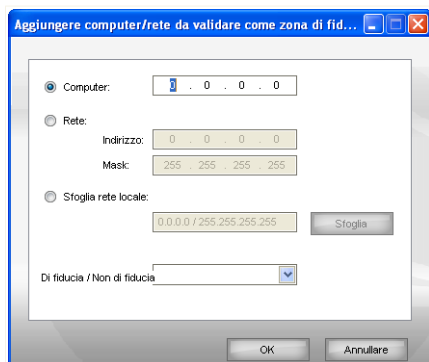 Aggiungere computer/rete da validare come zona di fid...
Computer: 0 . 0 . 0 . 0
Rete:
Indirizzo: 0 . 0 . 0 . 0
Mask: 255 . 255 . 255 . 255
Sfoglia rete locale:
0.0.0.0 / 255.255.255.255 Sfoglia
Di fiducia / Non di fiducia
OK Annullare